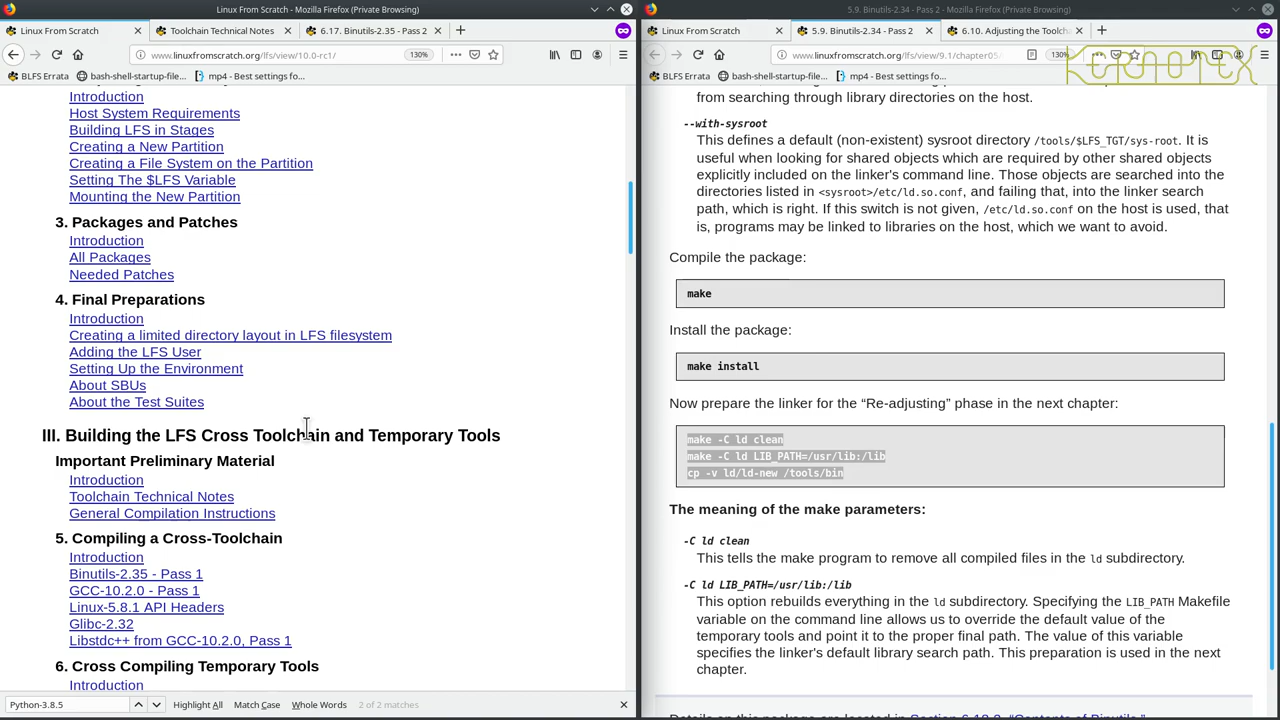 Linux From Scratch - Mozilla Firefox (Private Browsing)
Linux From Scratch
Toolchain Technical Notes
6.17. Binutils-2.35 - Pass 2
www.linuxfromscratch.org/lfs/view/10.0-rc1/
130%
BLFS Errata
bash-shell-startup-file...
mp4 - Best settings fo...
Introduction
Host System Requirements
Building LFS in Stages
Creating a New Partition
Creating a File System on the Partition
Setting The $LFS Variable
Mounting the New Partition
3. Packages and Patches
Introduction
All Packages
Needed Patches
4. Final Preparations
Introduction
Creating a limited directory layout in LFS filesystem
Adding the LFS User
Setting Up the Environment
About SBUs
About the Test Suites
III. Building the LFS Cross Toolchain and Temporary Tools
Important Preliminary Material
Introduction
Toolchain Technical Notes
General Compilation Instructions
5. Compiling a Cross-Toolchain
Introduction
Binutils-2.35 - Pass 1
GCC-10.2.0 - Pass 1
Linux-5.8.1 API Headers
Glibc-2.32
Libstdc++ from GCC-10.2.0, Pass 1
6. Cross Compiling Temporary Tools
Introduction
Python-3.8.5
Highlight All
Match Case
Whole Words
2 of 2 matches
5.9. Binutils-2.34 - Pass 2 - Mozilla Firefox (Private Browsing)
Linux From Scratch
5.9. Binutils-2.34 - Pass 2
6.10. Adjusting the Toolch
www.linuxfromscratch.org/lfs/view/9.1/chapter05
130%
BLFS Errata
bash-shell-startup-file...
mp4 - Best settings fo...
from searching through library directories on the host.
--with-sysroot
This defines a default (non-existent) sysroot directory /tools/$LFS_TGT/sys-root. It is
useful when looking for shared objects which are required by other shared objects
explicitly included on the linker's command line. Those objects are searched into the
directories listed in <sysroot>/etc/ld.so.conf, and failing that, into the linker search
path, which is right. If this switch is not given, /etc/ld.so.conf on the host is used, that
is, programs may be linked to libraries on the host, which we want to avoid.
Compile the package:
make
Install the package:
make install
Now prepare the linker for the “Re-adjusting” phase in the next chapter:
make -C ld clean
make -C ld LIB_PATH=/usr/lib:/lib
cp -v ld/ld-new /tools/bin
The meaning of the make parameters:
-C ld clean
This tells the make program to remove all compiled files in the ld subdirectory.
-C ld LIB_PATH=/usr/lib:/lib
This option rebuilds everything in the ld subdirectory. Specifying the LIB_PATH Makefile
variable on the command line allows us to override the default value of the
temporary tools and point it to the proper final path. The value of this variable
specifies the linker's default library search path. This preparation is used in the next
chapter.